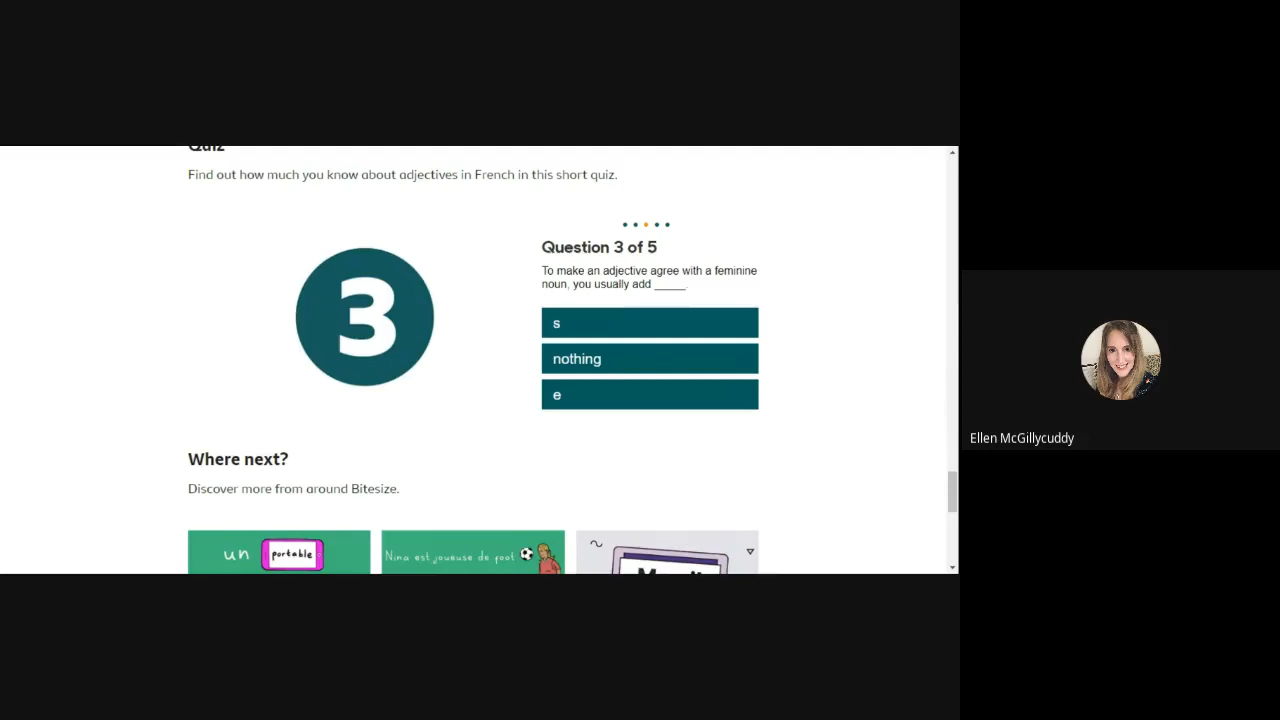 Quiz
Find out how much you know about adjectives in French in this short quiz.
3
Question 3 of 5
To make an adjective agree with a feminine
noun, you usually add _____.
s
nothing
e
Where next?
Discover more from around Bitesize.
un portable
Nina est joueuse de foot
Ellen McGillycuddy